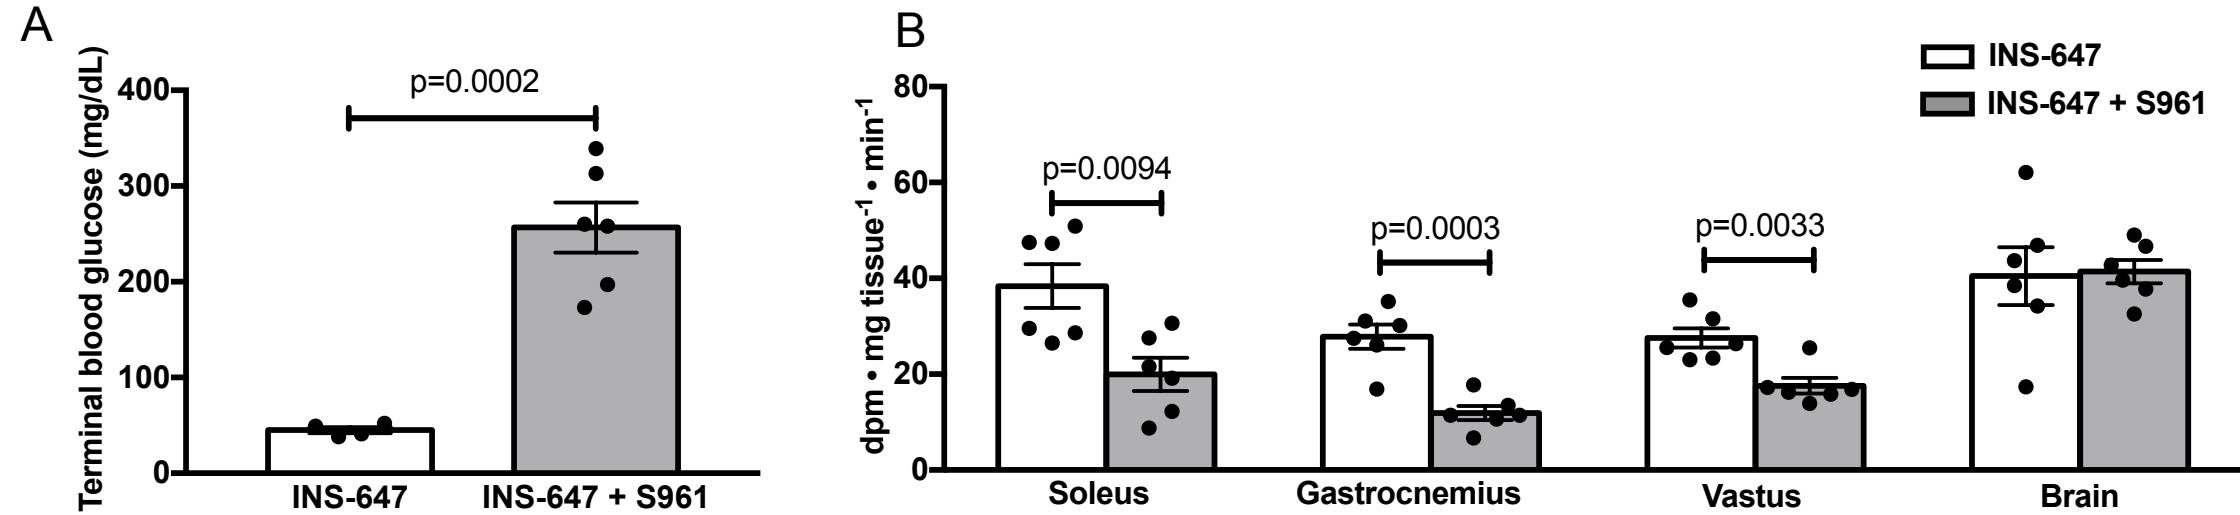 A
Terminal blood glucose (mg/dL)
400
300
200
100
0
p=0.0002
INS-647
INS-647 + S961
B
INS-647
INS-647 + S961
dpm • mg tissue⁻¹ • min⁻¹
80
60
40
20
0
p=0.0094
p=0.0003
p=0.0033
Soleus
Gastrocnemius
Vastus
Brain